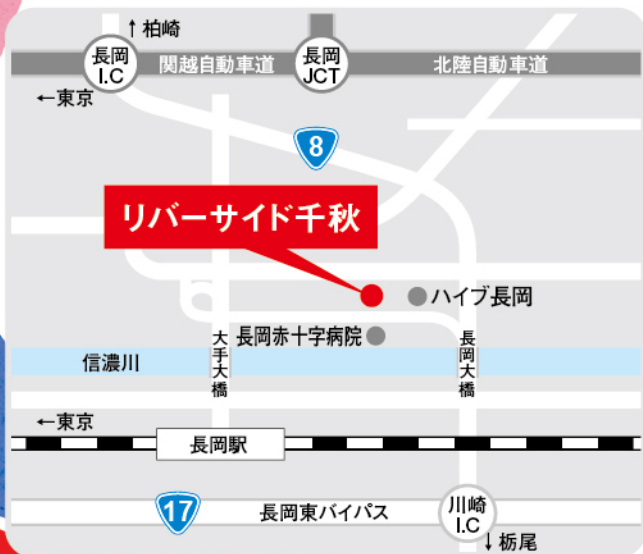 ↑柏崎
長岡
I.C
関越自動車道
長岡
JCT
北陸自動車道
←東京
8
リバーサイド千秋
ハイブ長岡
長岡赤十字病院
大手大橋
長岡大橋
信濃川
←東京
長岡駅
17
長岡東バイパス
川崎
I.C
↓栃尾